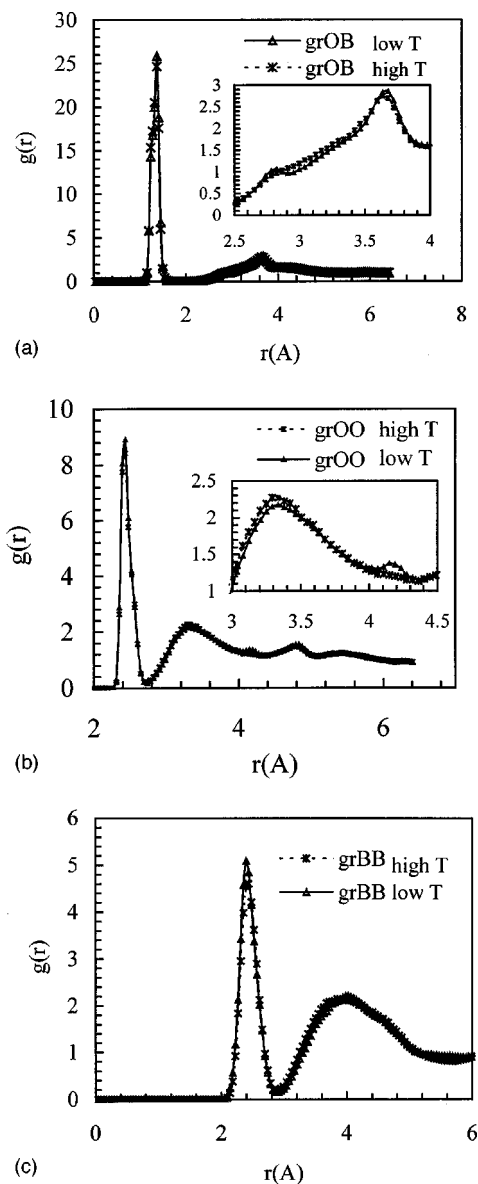 30
25
20
15
10
5
0
g(r)
grOB low T
grOB high T
3
2.5
2
1.5
1
0.5
0
2.5 3 3.5 4
0 2 4 6 8
r(A)
(a)
10
8
6
4
2
0
g(r)
grOO high T
grOO low T
2.5
2
1.5
1
3 3.5 4 4.5
2 4 6
r(A)
(b)
6
5
4
3
2
1
0
g(r)
grBB high T
grBB low T
0 2 4 6
r(A)
(c)